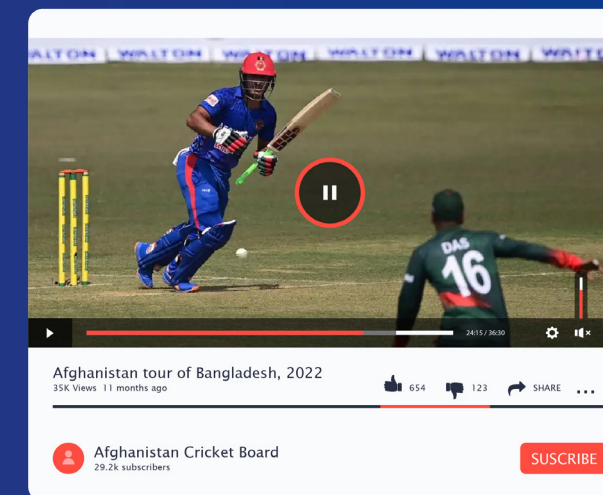 WALTON WALTON WALTON WALTON WALTON WALTO
DAS
16
24:15 / 36:30
Afghanistan tour of Bangladesh, 2022
35K Views 11 months ago
654 123 SHARE ...
Afghanistan Cricket Board
29.2k subscribers
SUSCRIBE